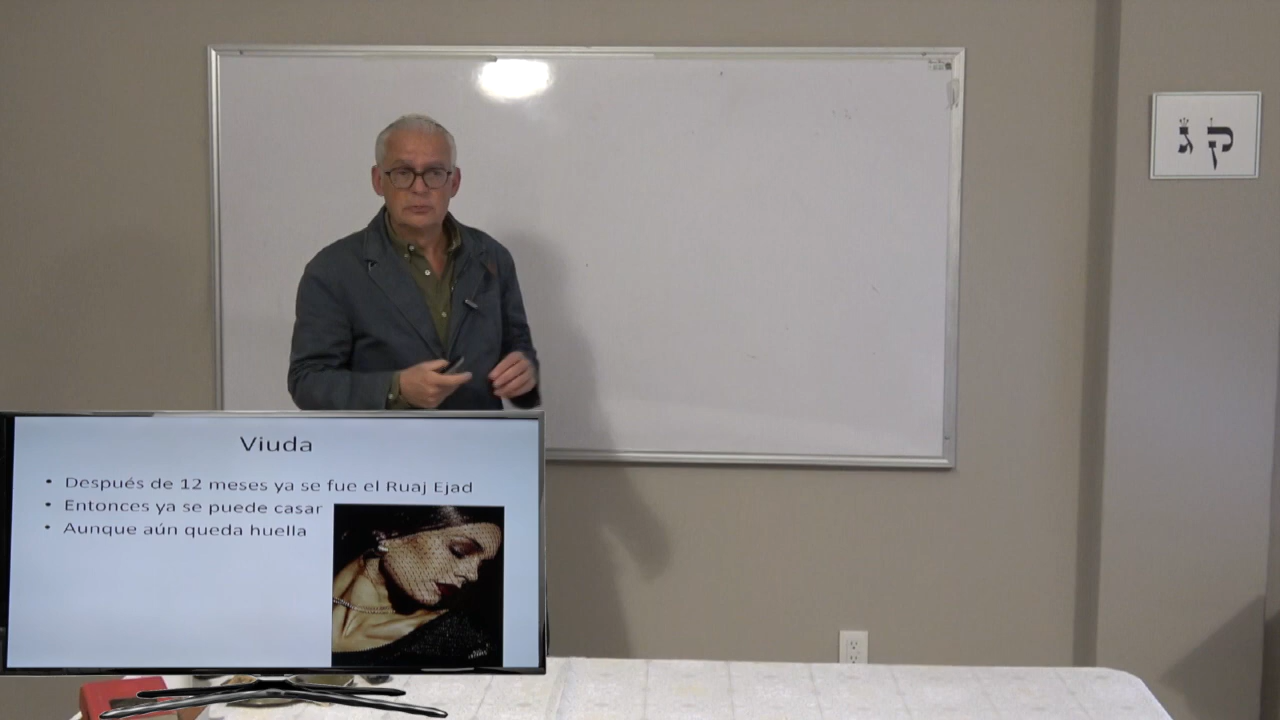 ק נ
Viuda
• Después de 12 meses ya se fue el Ruaj Ejad
• Entonces ya se puede casar
• Aunque aún queda huella